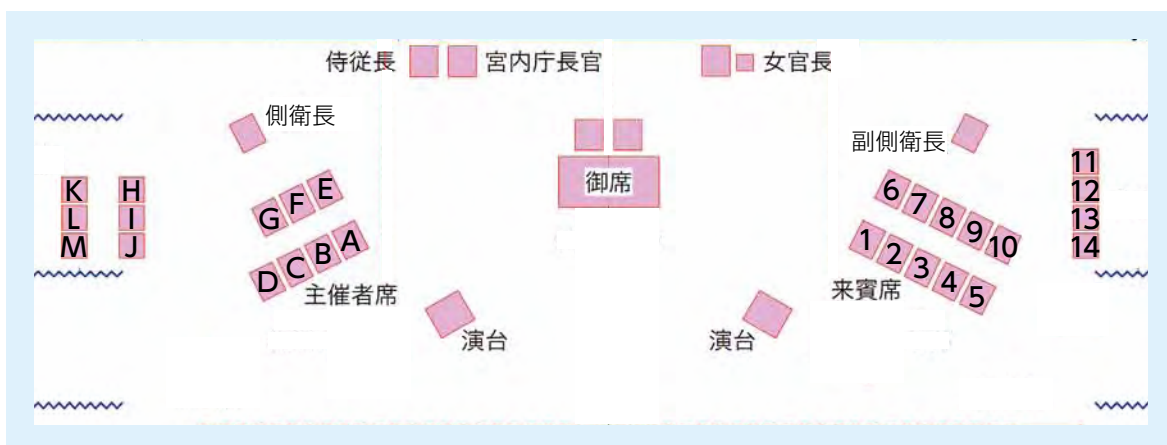 侍従長 宮内庁長官 女官長
側衛長 副側衛長
御席
K H
L I
M J
E
F
G
A
B
C
D
主催者席
演台
演台
6 7 8 9 10
1 2 3 4 5
来賓席
11
12
13
14